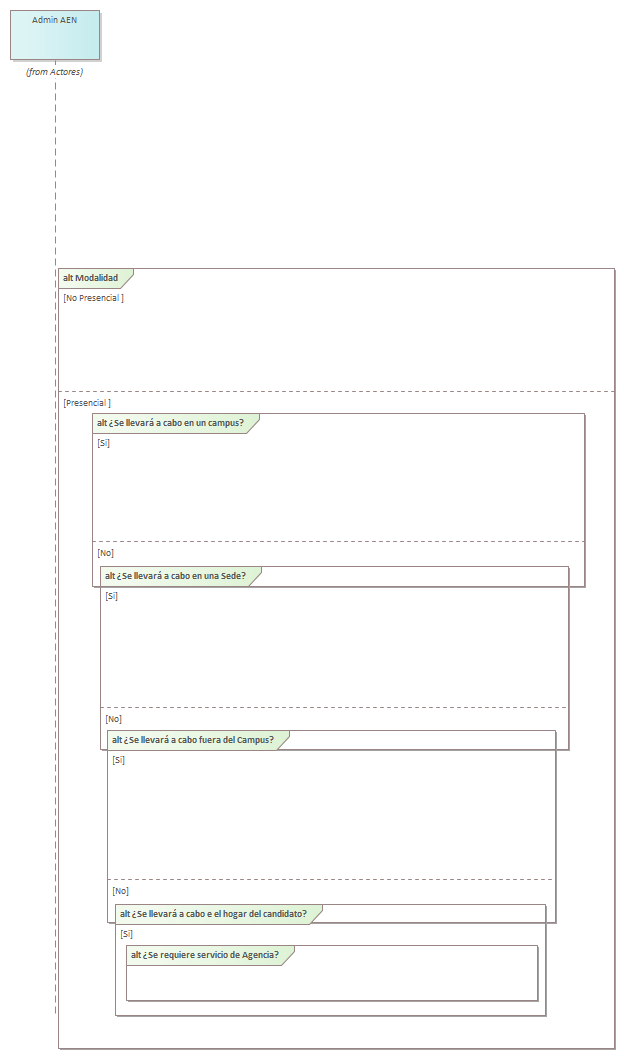 Admin AEN
(from Actores)
alt Modalidad
[No Presencial ]
[Presencial ]
alt ¿Se llevará a cabo en un campus?
[Si]
[No]
alt ¿Se llevará a cabo en una Sede?
[Si]
[No]
alt ¿Se llevará a cabo fuera del Campus?
[Si]
[No]
alt ¿Se llevará a cabo e el hogar del candidato?
[Si]
alt ¿Se requiere servicio de Agencia?